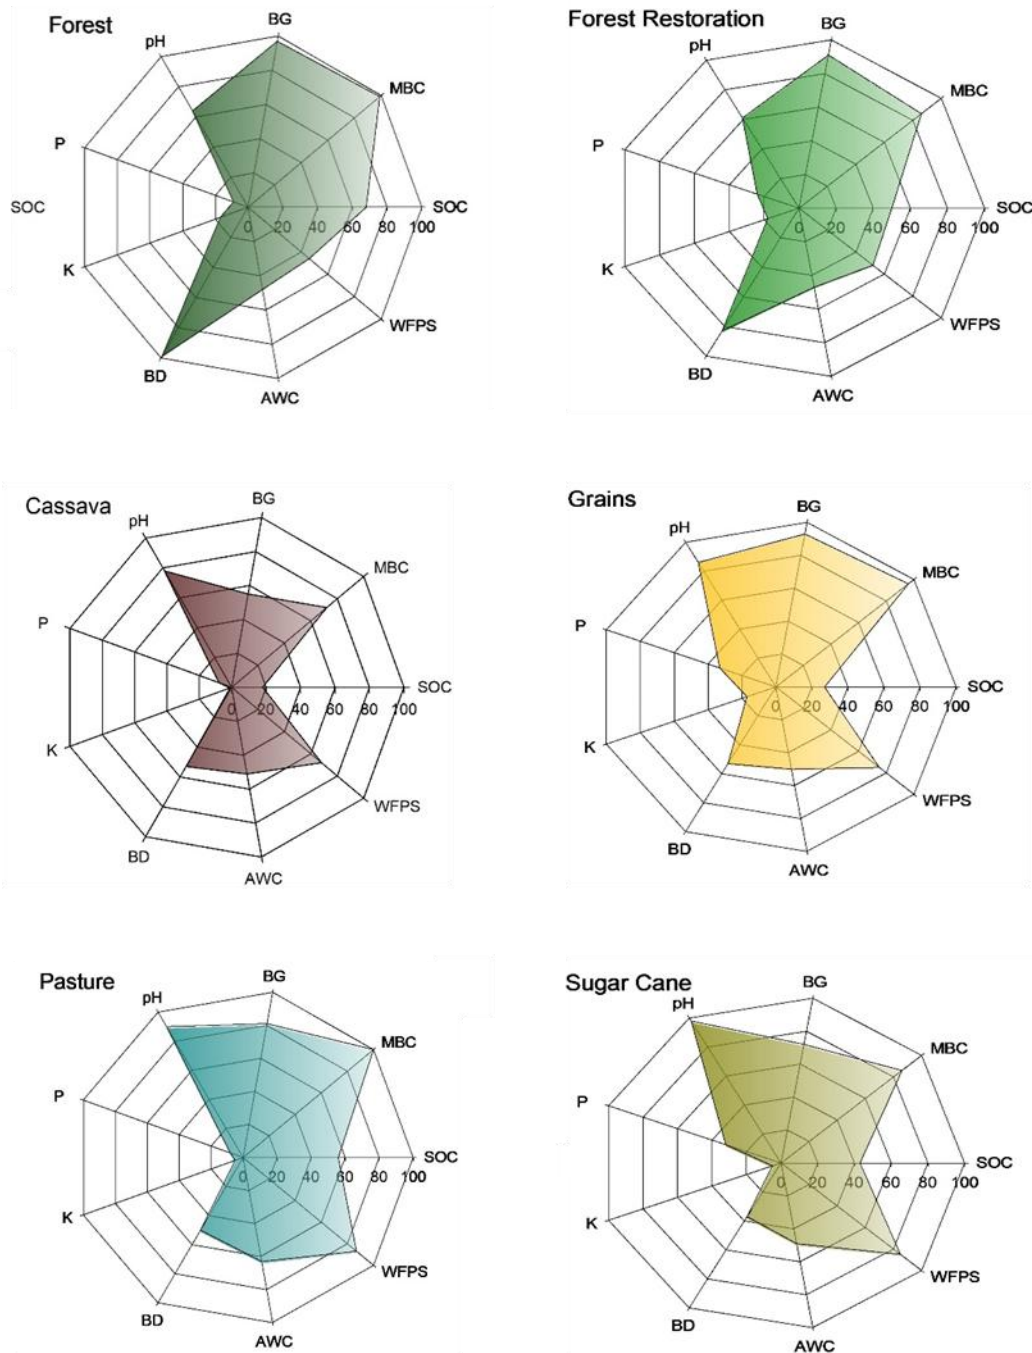 Forest
BG
pH
MBC
P
SOC
SOC
0 20 40 60 80 100
K
WFPS
BD
AWC
Forest Restoration
BG
pH
MBC
P
SOC
0 20 40 60 80 100
K
WFPS
BD
AWC
Cassava
BG
pH
MBC
P
SOC
0 20 40 60 80 100
K
WFPS
BD
AWC
Grains
BG
pH
MBC
P
SOC
0 20 40 60 80 100
K
WFPS
BD
AWC
Pasture
BG
pH
MBC
P
SOC
0 20 40 60 80 100
K
WFPS
BD
AWC
Sugar Cane
BG
pH
MBC
P
SOC
0 20 40 60 80 100
K
WFPS
BD
AWC